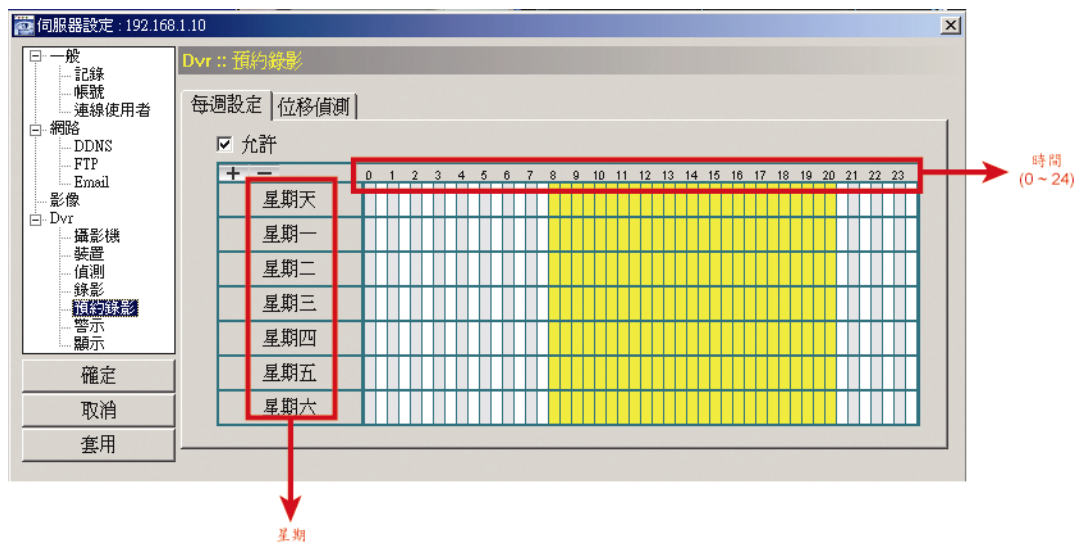 伺服器設定 : 192.168.1.10
一般
記錄
帳號
連線使用者
網路
DDNS
FTP
Email
影像
Dvr
攝影機
裝置
偵測
錄影
預約錄影
警示
顯示
確定
取消
套用
Dvr :: 預約錄影
每週設定 位移偵測
允許
+ − 0 1 2 3 4 5 6 7 8 9 10 11 12 13 14 15 16 17 18 19 20 21 22 23
星期天
星期一
星期二
星期三
星期四
星期五
星期六
時間
(0 ~ 24)
星期